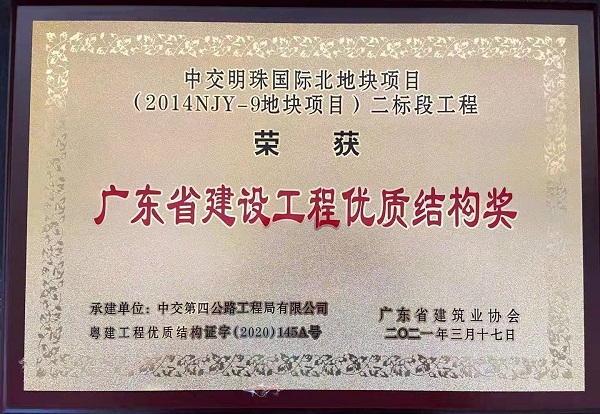 中交明珠国际北地块项目
（2014NJY-9地块项目）二标段工程
荣 获
广东省建设工程优质结构奖
承建单位：中交第四公路工程局有限公司
粤建工程优质结构证字(2020)145A号
广东省建筑业协会
二〇二一年三月十七日